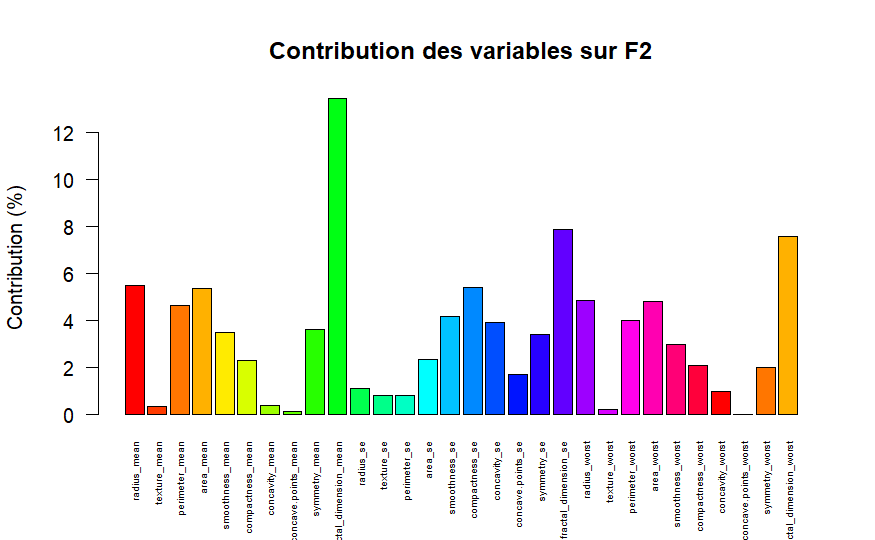 Contribution des variables sur F2
Contribution (%)
12
10
8
6
4
2
0
radius_mean
texture_mean
perimeter_mean
area_mean
smoothness_mean
compactness_mean
concavity_mean
concave.points_mean
symmetry_mean
ctal_dimension_mean
radius_se
texture_se
perimeter_se
area_se
smoothness_se
compactness_se
concavity_se
concave.points_se
symmetry_se
fractal_dimension_se
radius_worst
texture_worst
perimeter_worst
area_worst
smoothness_worst
compactness_worst
concavity_worst
concave.points_worst
symmetry_worst
ctal_dimension_worst